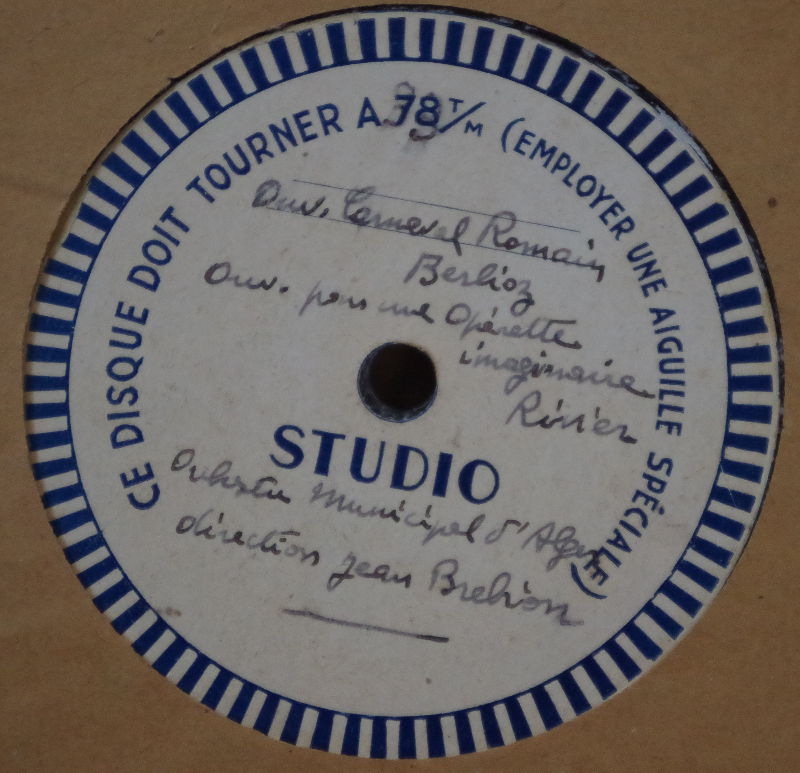 CE DISQUE DOIT TOURNER A 78 T/M (EMPLOYER UNE AIGUILLE SPÉCIALE)
Ouv. Carnaval Romain
Berlioz
Ouv. pour une Opérette
imaginaire
Rivier
STUDIO
Orchestre Municipal d'Alger
direction Jean Brebion